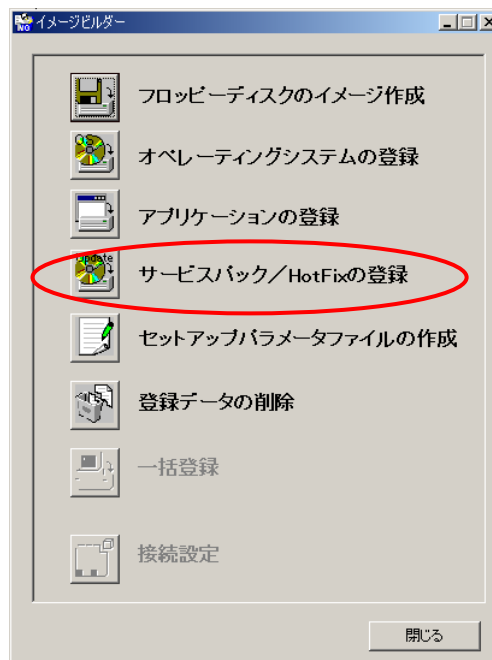 イメージビルダー
フロッピーディスクのイメージ作成
オペレーティングシステムの登録
アプリケーションの登録
Update
サービスパック／HotFixの登録
セットアップパラメータファイルの作成
登録データの削除
一括登録
接続設定
閉じる